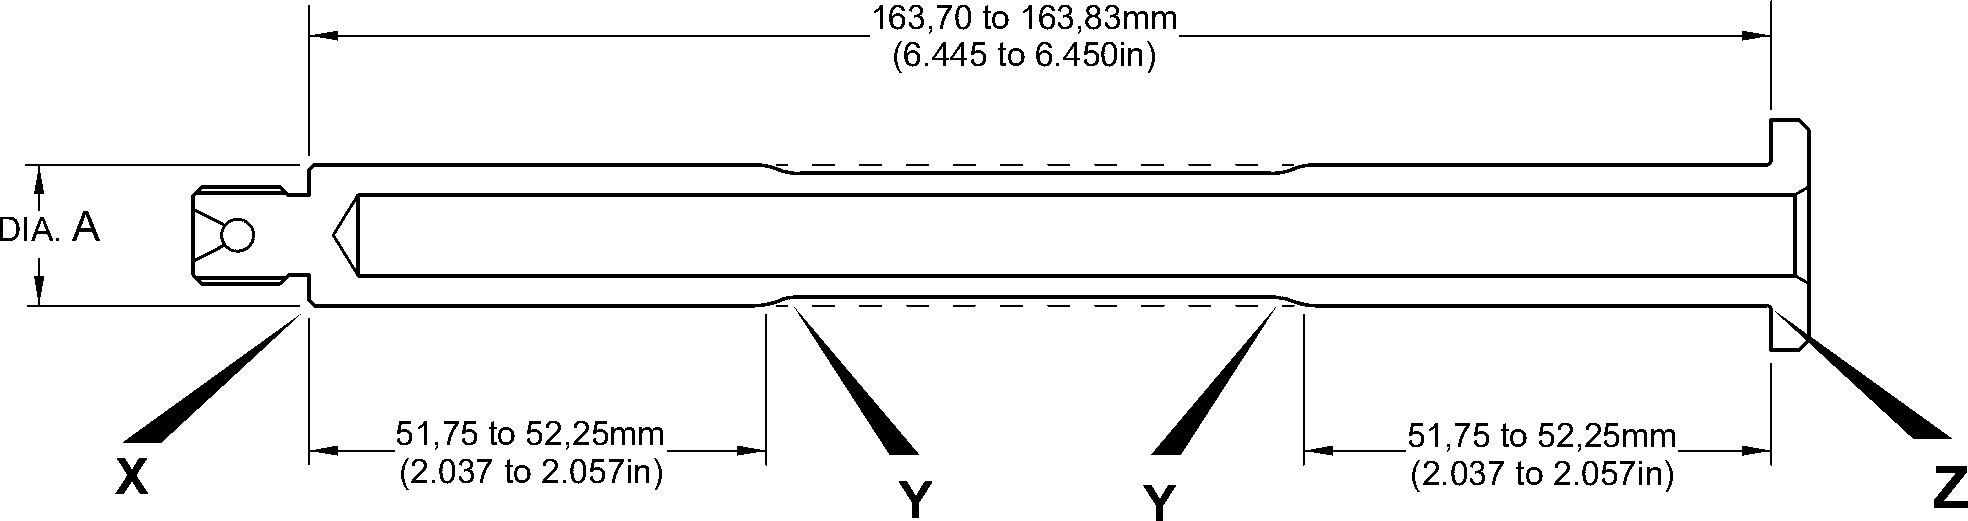 163,70 to 163,83mm
(6.445 to 6.450in)
DIA. A
51,75 to 52,25mm
(2.037 to 2.057in)
51,75 to 52,25mm
(2.037 to 2.057in)
X
Y
Y
Z